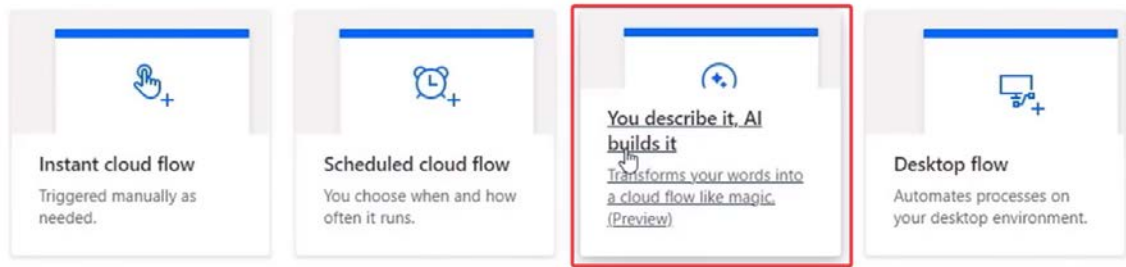 Instant cloud flow
Triggered manually as
needed.
Scheduled cloud flow
You choose when and how
often it runs.
You describe it, AI
builds it
Transforms your words into
a cloud flow like magic.
(Preview)
Desktop flow
Automates processes on
your desktop environment.